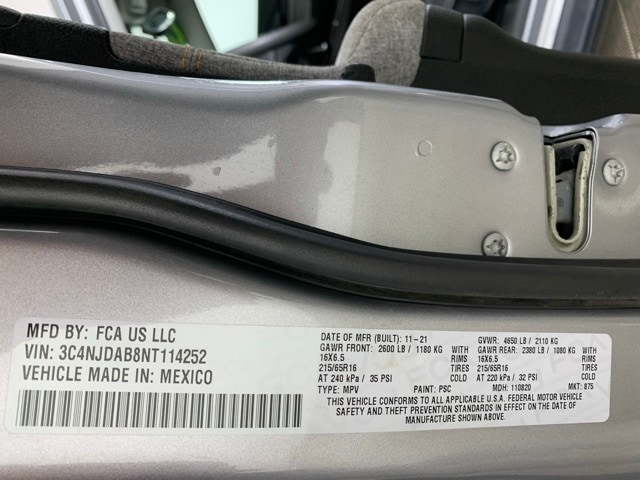 MFD BY: FCA US LLC
VIN: 3C4NJDAB8NT114252
VEHICLE MADE IN: MEXICO
DATE OF MFR (BUILT): 11-21 GVWR: 4650 LB / 2110 KG
GAWR FRONT: 2600 LB / 1180 KG WITH GAWR REAR: 2380 LB / 1080 KG WITH
16X6.5 RIMS 16X6.5 RIMS
215/65R16 TIRES 215/65R16 TIRES
AT 240 kPa / 35 PSI COLD AT 220 kPa / 32 PSI COLD
TYPE: MPV PAINT: PSC MDH: 110820 MKT: 875
THIS VEHICLE CONFORMS TO ALL APPLICABLE U.S.A. FEDERAL MOTOR VEHICLE
SAFETY AND THEFT PREVENTION STANDARDS IN EFFECT ON THE DATE OF
MANUFACTURE SHOWN ABOVE.